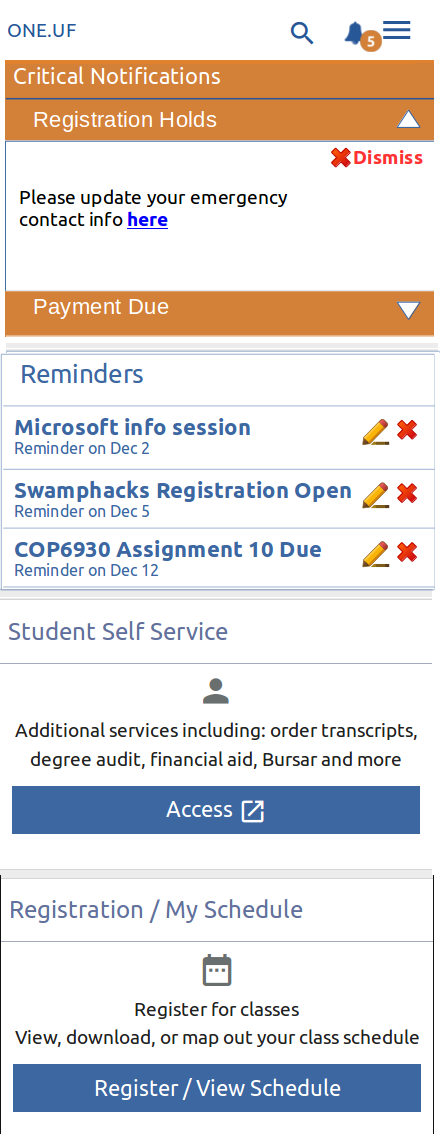 ONE.UF
5
Critical Notifications
Registration Holds
Dismiss
Please update your emergency
contact info here
Payment Due
Reminders
Microsoft info session
Reminder on Dec 2
Swamphacks Registration Open
Reminder on Dec 5
COP6930 Assignment 10 Due
Reminder on Dec 12
Student Self Service
Additional services including: order transcripts,
degree audit, financial aid, Bursar and more
Access
Registration / My Schedule
Register for classes
View, download, or map out your class schedule
Register / View Schedule